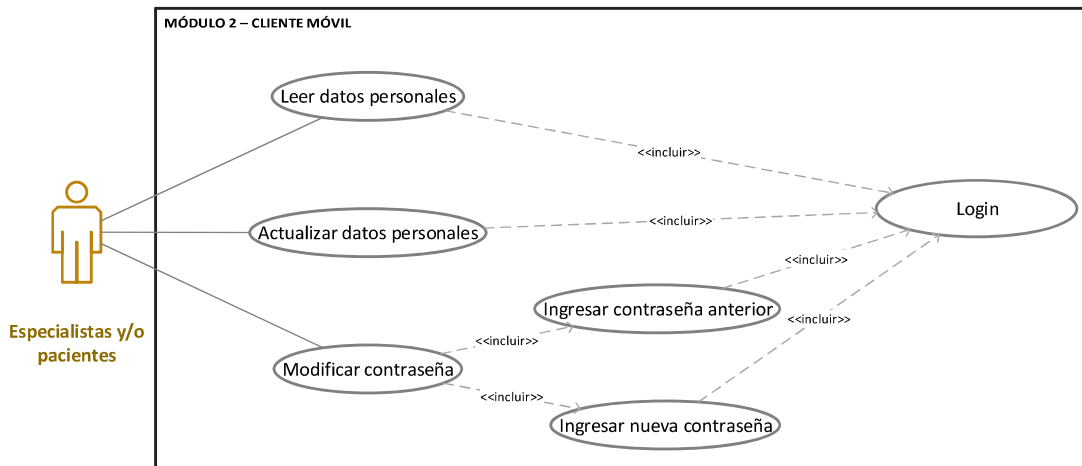 MÓDULO 2 – CLIENTE MÓVIL
Leer datos personales
<<incluir>>
Login
<<incluir>>
Actualizar datos personales
<<incluir>>
Ingresar contraseña anterior
<<incluir>>
Especialistas y/o
pacientes
<<incluir>>
Modificar contraseña
<<incluir>>
Ingresar nueva contraseña